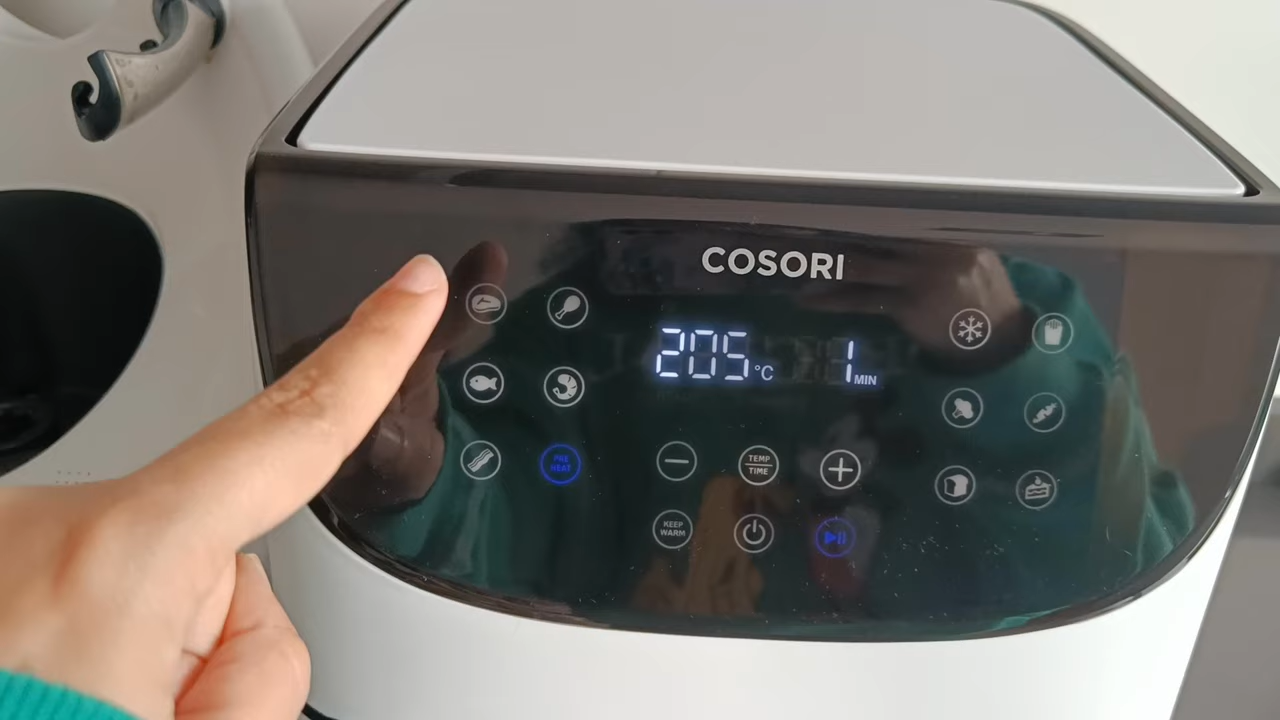 COSORI
205 °C 1 MIN
PRE
HEAT
TEMP
TIME
KEEP
WARM